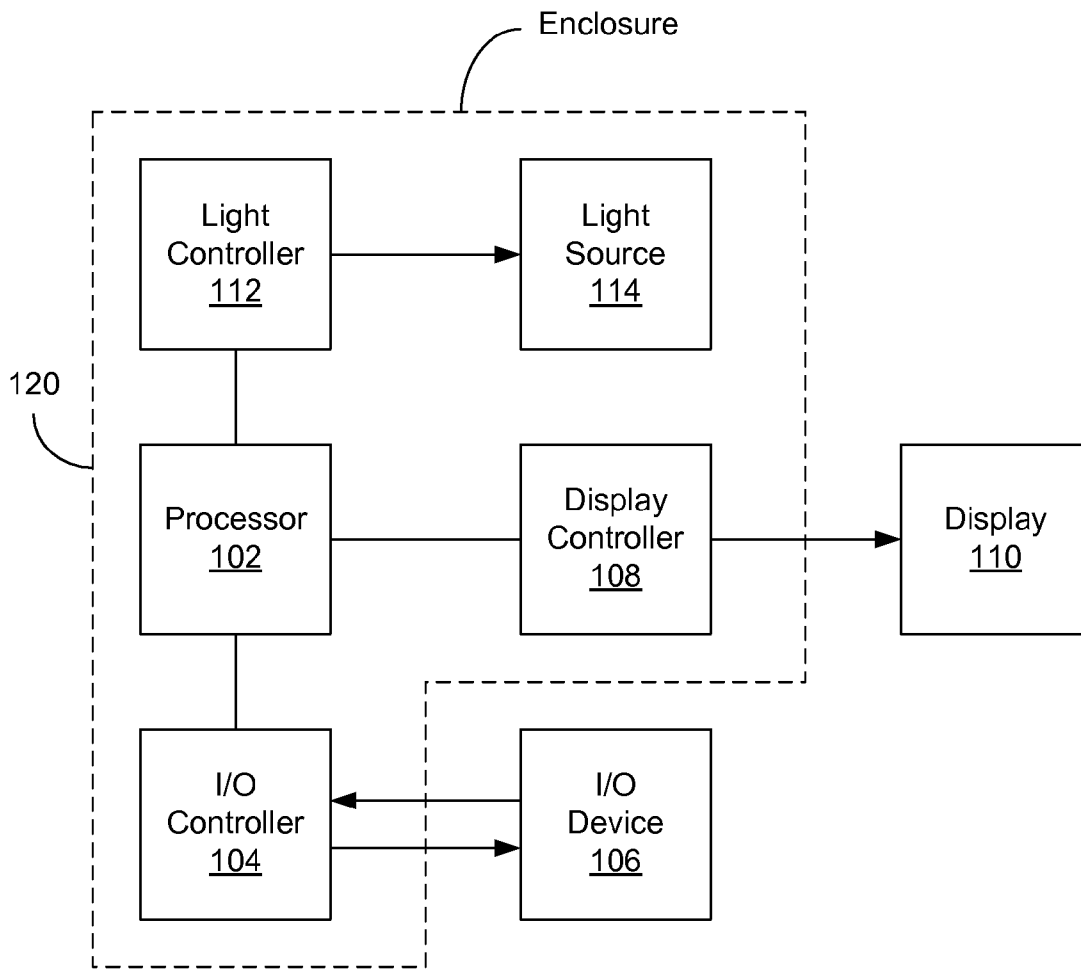 Enclosure
Light
Controller
112
Light
Source
114
120
Processor
102
Display
Controller
108
Display
110
I/O
Controller
104
I/O
Device
106